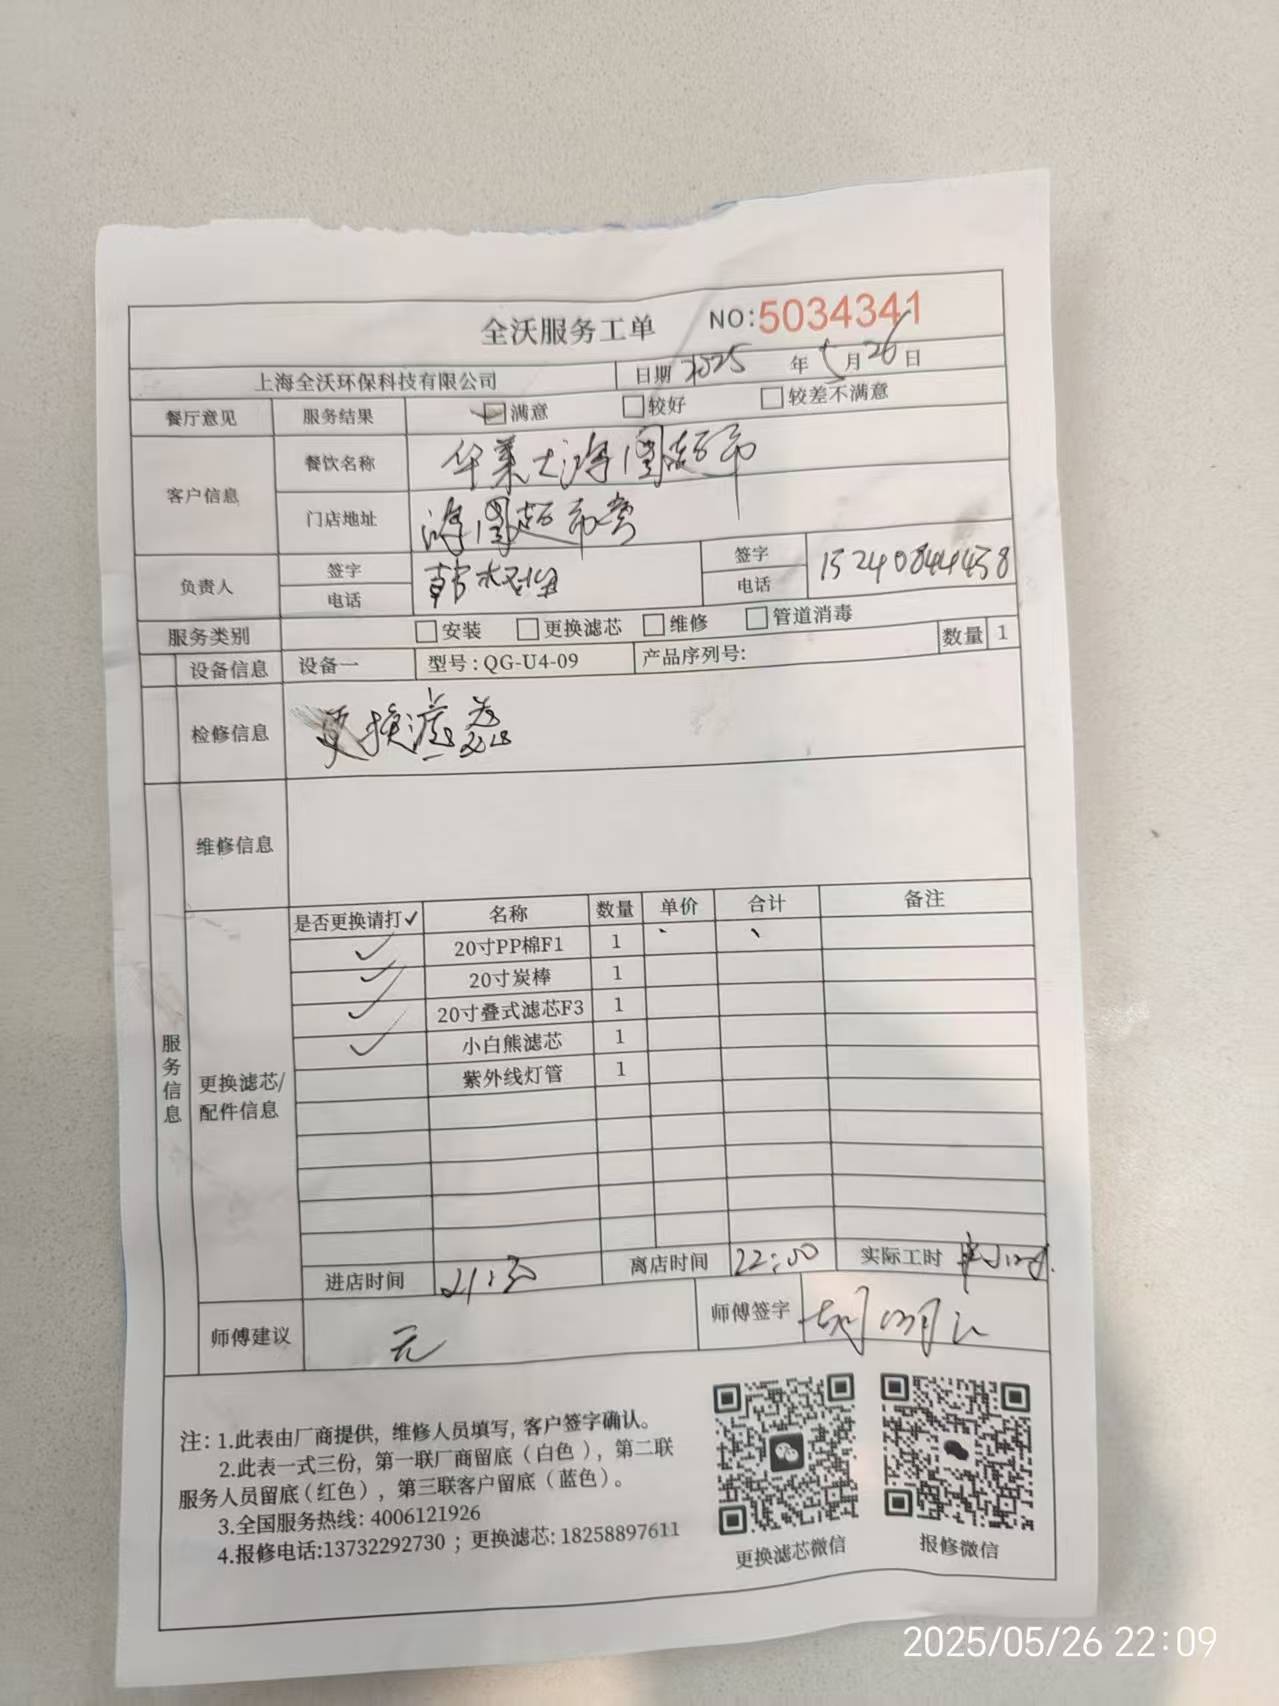 全沃服务工单 NO:5034341
上海全沃环保科技有限公司 日期 2025 年 5 月 26 日
餐厅意见 服务结果 满意 较好 较差不满意
客户信息 餐饮名称 华莱士
门店地址
负责人 签字 签字 15240844458
电话 电话
服务类别 安装 更换滤芯 维修 管道消毒
设备信息 设备一 型号:QG-U4-09 产品序列号: 数量 1
检修信息 更换滤芯
维修信息
服务信息
更换滤芯/配件信息
是否更换请打✓ 名称 数量 单价 合计 备注
✓ 20寸PP棉F1 1
✓ 20寸炭棒 1
✓ 20寸叠式滤芯F3 1
✓ 小白熊滤芯 1
紫外线灯管 1
进店时间 21:30 离店时间 22:00 实际工时
师傅建议 无 师傅签字
注:1.此表由厂商提供,维修人员填写,客户签字确认。
2.此表一式三份,第一联厂商留底(白色),第二联
服务人员留底(红色),第三联客户留底(蓝色)。
3.全国服务热线:4006121926
4.报修电话:13732292730 ;更换滤芯:18258897611
更换滤芯微信 报修微信
2025/05/26 22:09